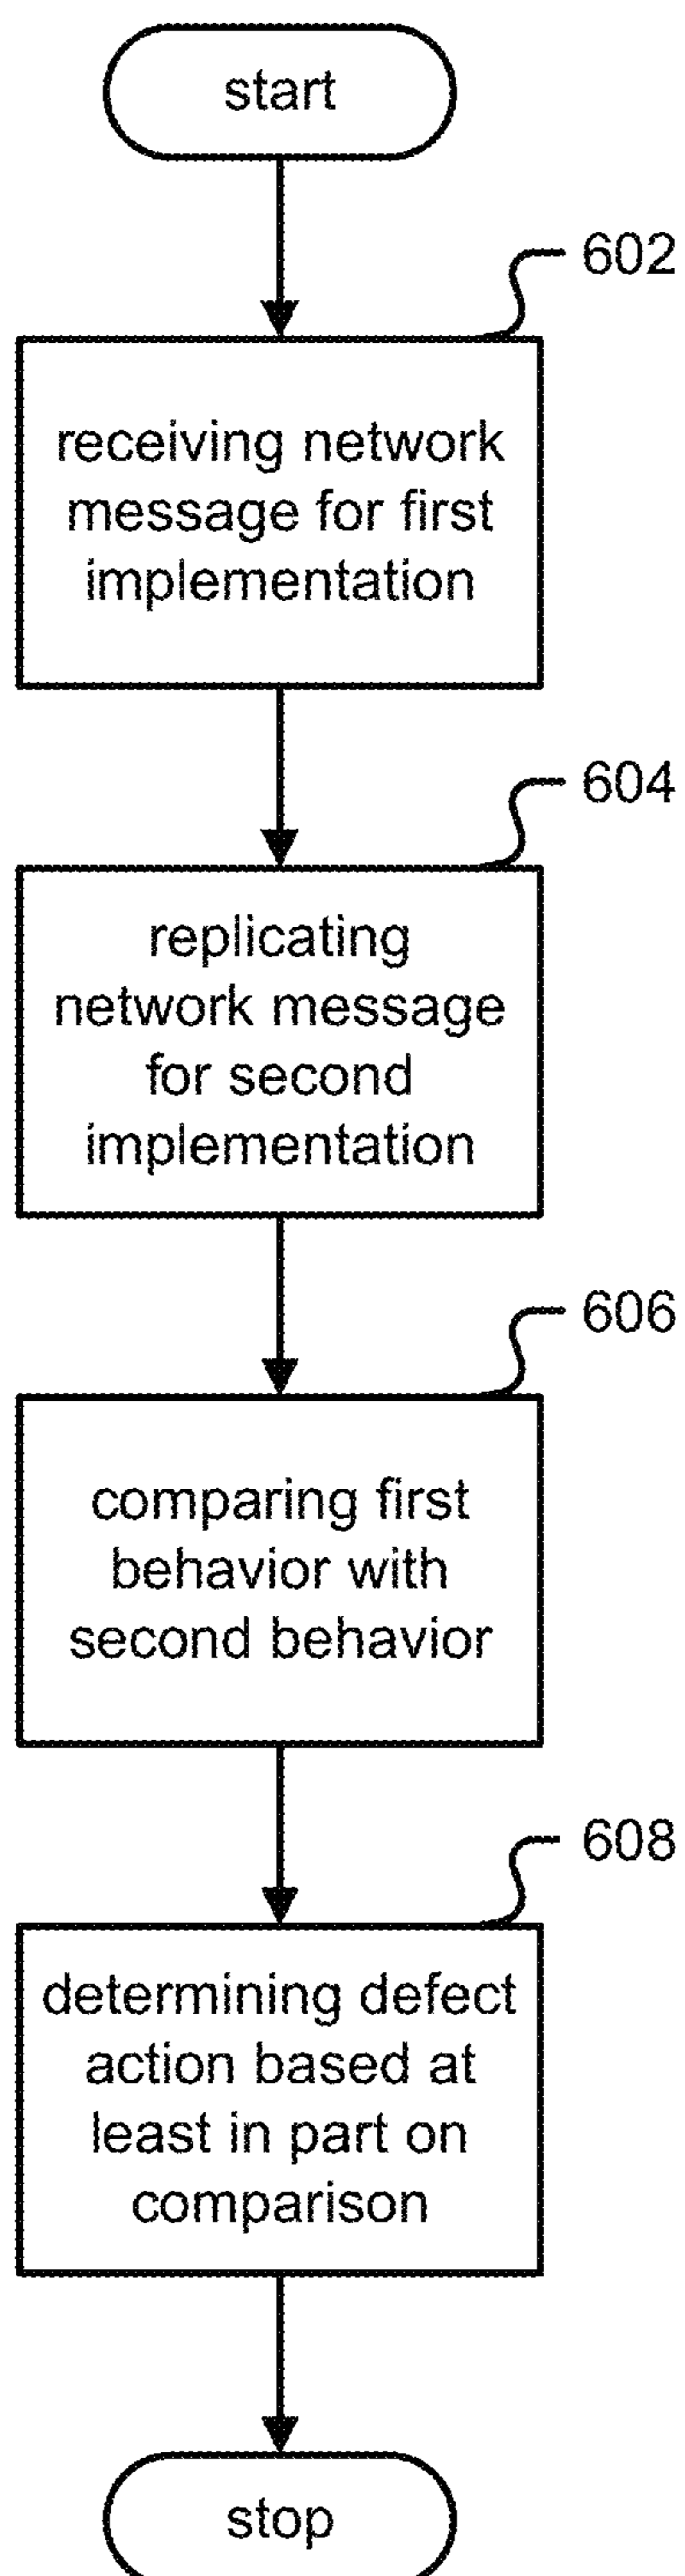 start
602
receiving network
message for first
implementation
604
replicating
network message
for second
implementation
606
comparing first
behavior with
second behavior
608
determining defect
action based at
least in part on
comparison
stop